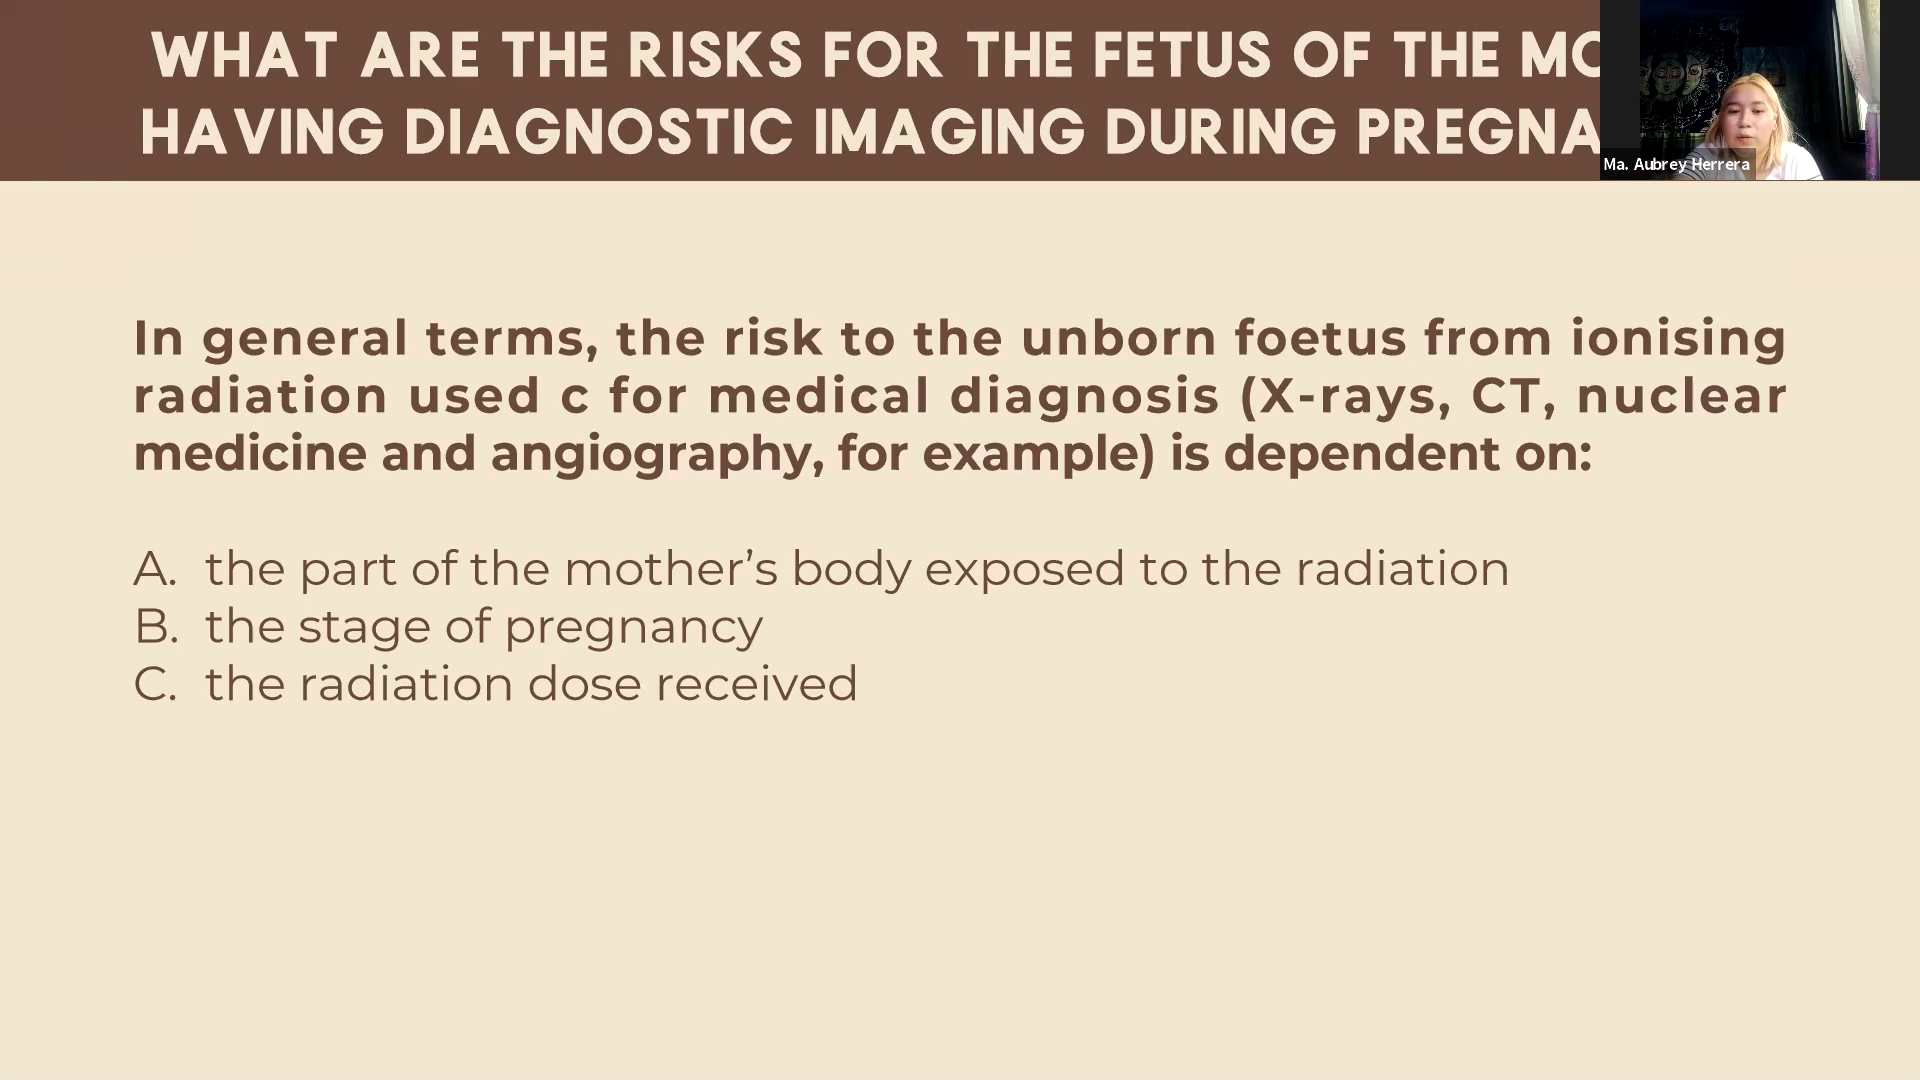 WHAT ARE THE RISKS FOR THE FETUS OF THE
HAVING DIAGNOSTIC IMAGING DURING
Ma. Aubrey Herrera
In general terms, the risk to the unborn foetus from ionising
radiation used c for medical diagnosis (X-rays, CT, nuclear
medicine and angiography, for example) is dependent on:
A. the part of the mother’s body exposed to the radiation
B. the stage of pregnancy
C. the radiation dose received